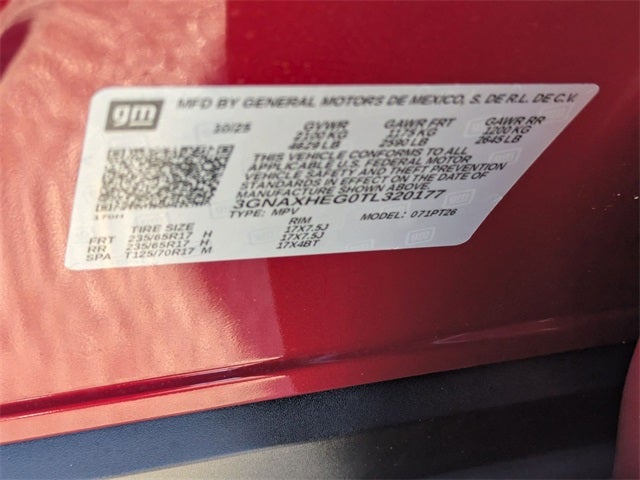 gm MFD BY GENERAL MOTORS DE MEXICO, S. DE R.L. DE C.V.
10/25 GVWR GAWR FRT GAWR RR
2100 KG 1175 KG 1200 KG
4629 LB 2590 LB 2645 LB
THIS VEHICLE CONFORMS TO ALL
APPLICABLE U.S. FEDERAL MOTOR
VEHICLE SAFETY AND THEFT PREVENTION
STANDARDS IN EFFECT ON THE DATE OF
MANUFACTURE SHOWN ABOVE.
3GNAXHEG0TL320177
TYPE: MPV MODEL: 071PT26
TIRE SIZE RIM
FRT 235/65R17 H 17X7.5J
RR 235/65R17 H 17X7.5J
SPA T125/70R17 M 17X4BT